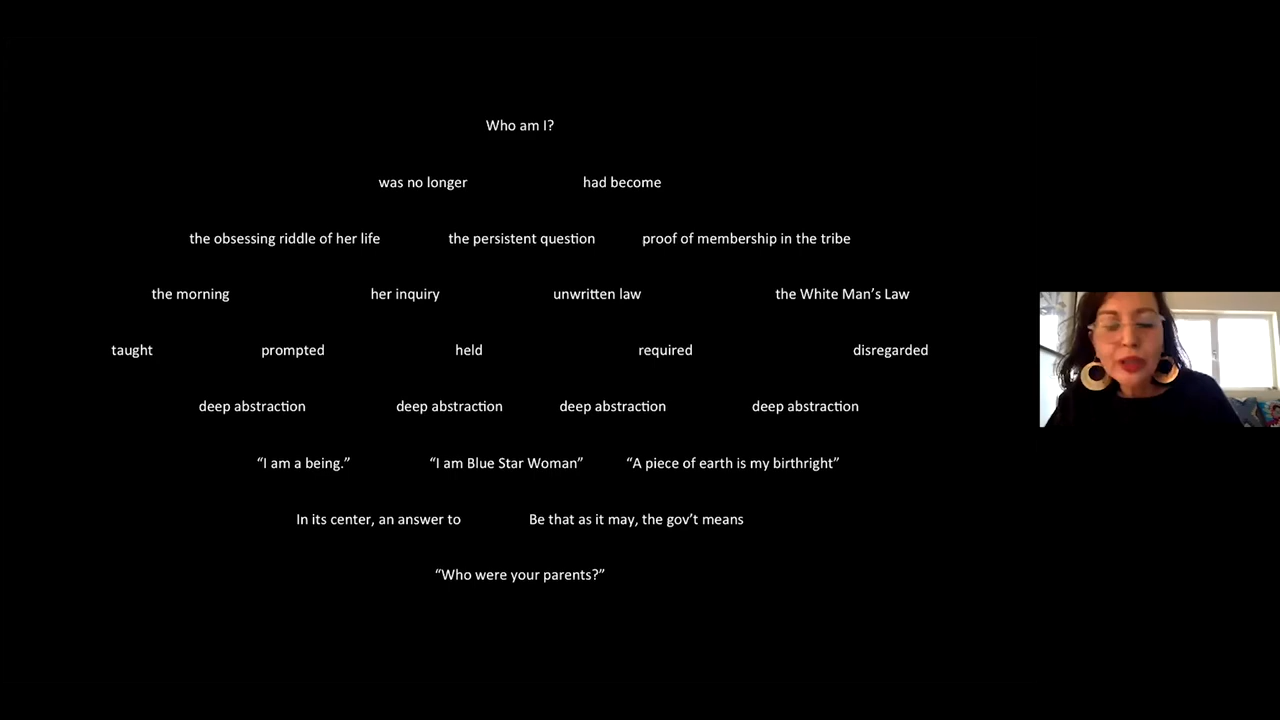 Who am I?
was no longer had become
the obsessing riddle of her life the persistent question proof of membership in the tribe
the morning her inquiry unwritten law the White Man’s Law
taught prompted held required disregarded
deep abstraction deep abstraction deep abstraction deep abstraction
“I am a being.” “I am Blue Star Woman” “A piece of earth is my birthright”
In its center, an answer to Be that as it may, the gov’t means
“Who were your parents?”